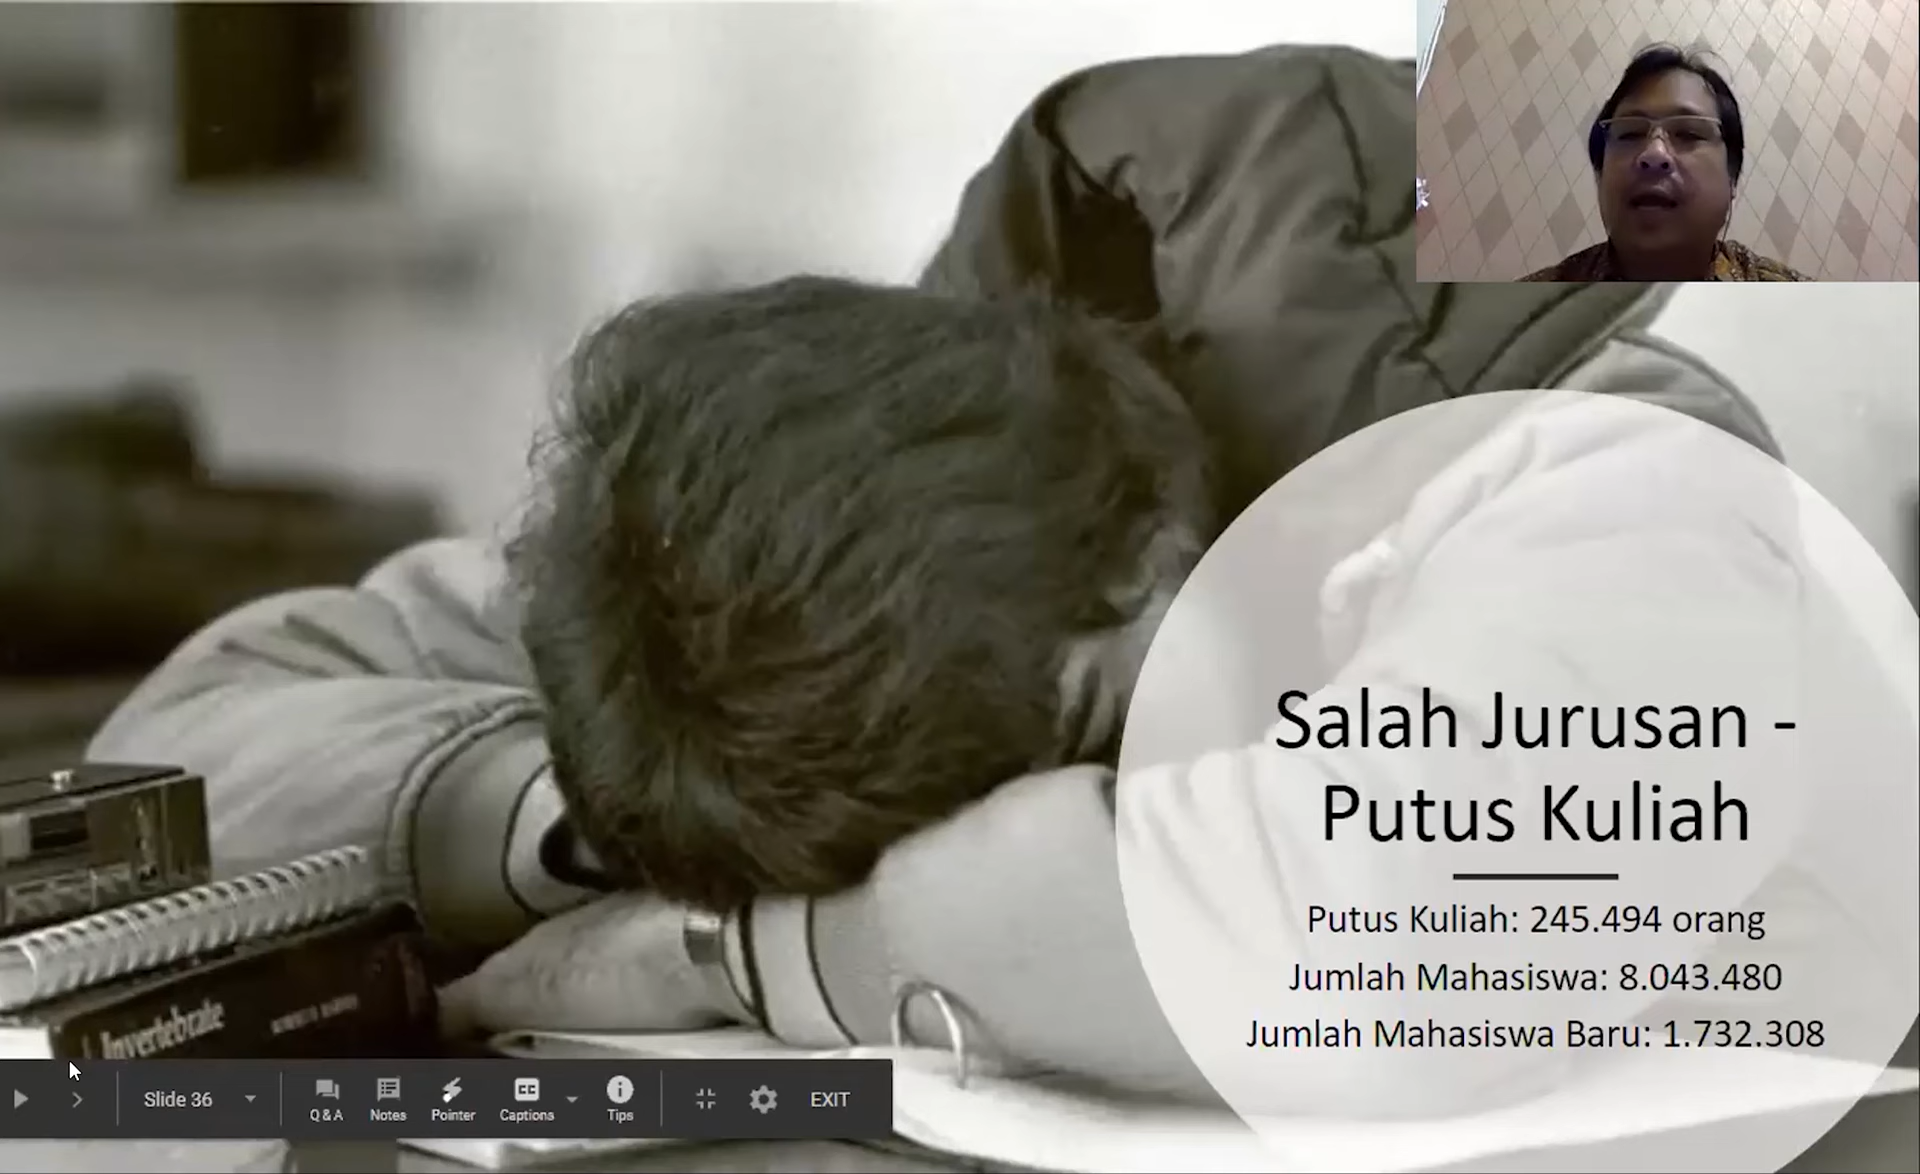 Salah Jurusan -
Putus Kuliah
Putus Kuliah: 245.494 orang
Jumlah Mahasiswa: 8.043.480
Jumlah Mahasiswa Baru: 1.732.308
Invertebrate
Slide 36
Q & A
Notes
Pointer
Captions
Tips
EXIT